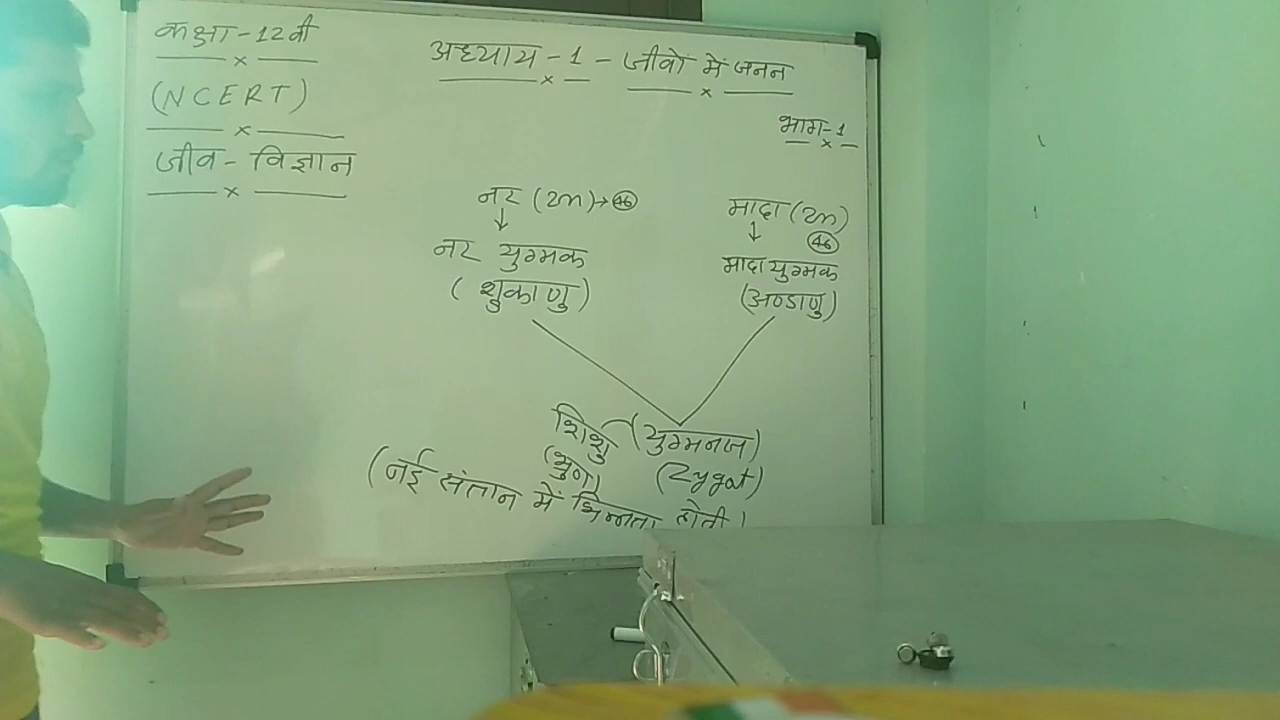 कक्षा-12वी
(NCERT)
जीव-विज्ञान
अध्याय-1-जीवों में जनन
भाग-1
नर (2n)→46
नर युग्मक
(शुकाणु)
मादा (2n)
46
मादा युग्मक
(अण्डाणु)
शिशु (युग्मनज)
(भ्रुण) (Zygot)
(नई संतान में भिन्नता होती)